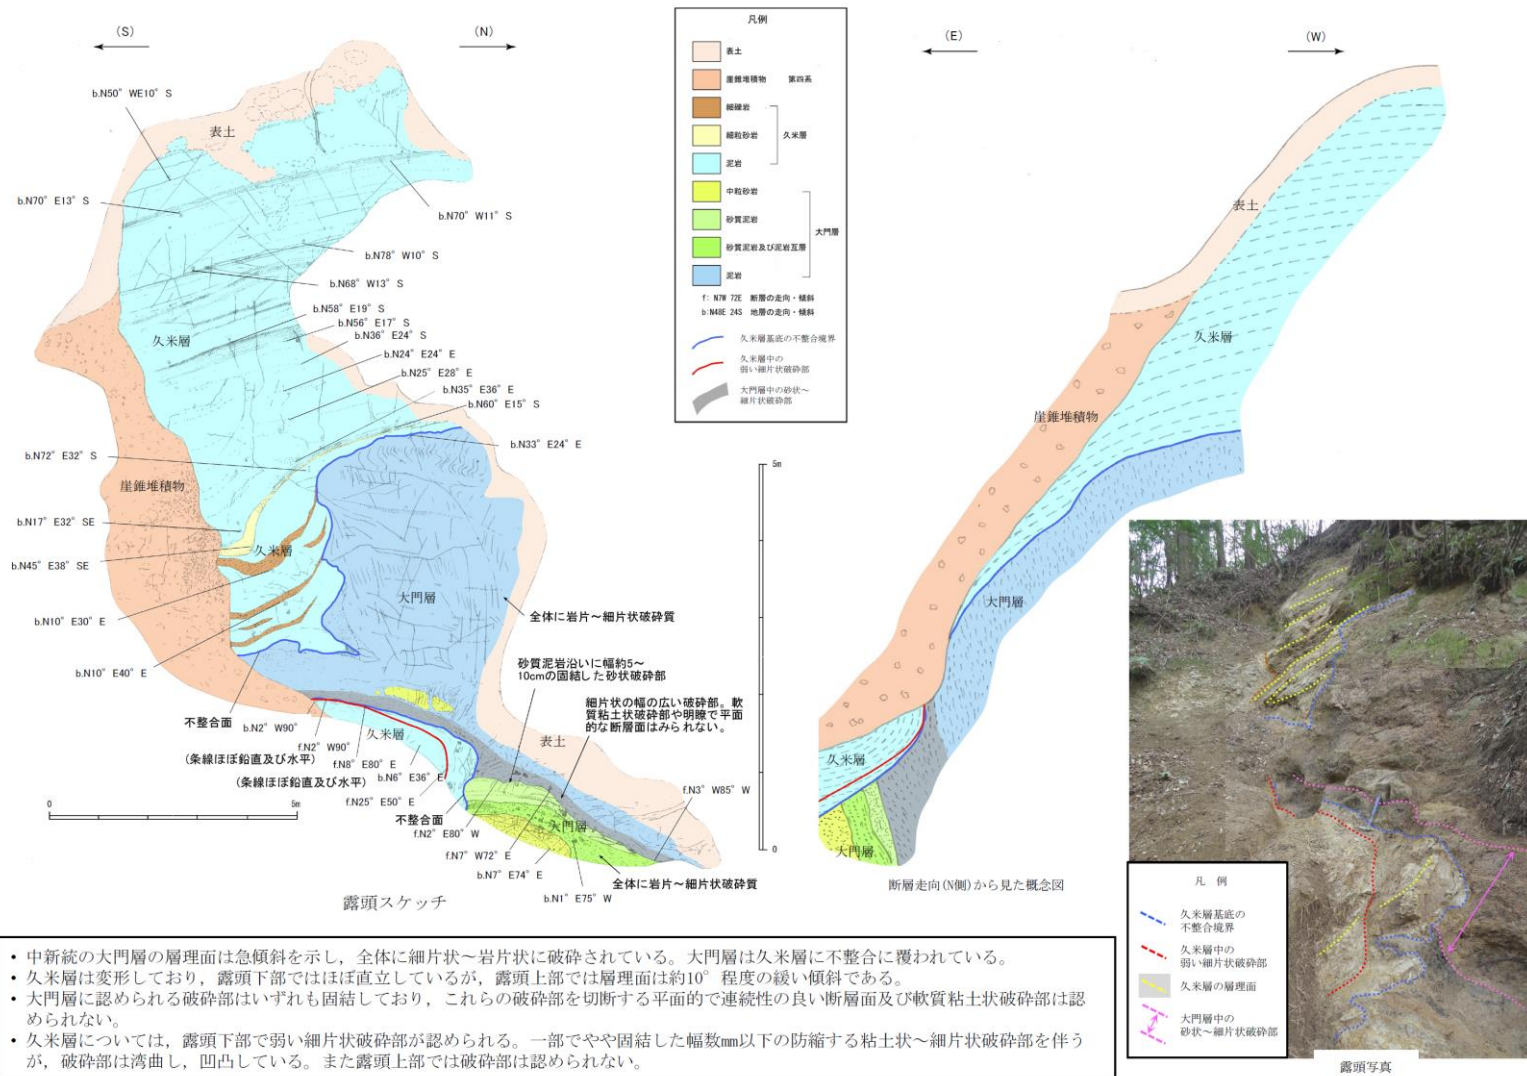 (S)
(N)
b.N50° WE10° S
表土
b.N70° E13° S
b.N70° W11° S
b.N78° W10° S
b.N68° W13° S
b.N58° E19° S
b.N56° E17° S
久米層
b.N36° E24° S
b.N24° E24° E
b.N25° E28° E
b.N35° E36° E
b.N60° E15° S
b.N33° E24° E
b.N72° E32° S
崖錐堆積物
b.N17° E32° SE
久米層
b.N45° E38° SE
大門層
全体に岩片～細片状破砕質
b.N10° E30° E
b.N10° E40° E
砂質泥岩沿いに幅約5～
10cmの固結した砂状破砕部
細片状の幅の広い破砕部。軟
質粘土状破砕部や明瞭で平面
的な断層面はみられない。
不整合面
b.N2° W90°
久米層
表土
f.N2° W90°
(条線ほぼ鉛直及び水平)
f.N8° E80° E
(条線ほぼ鉛直及び水平)
b.N6° E36° E
f.N3° W85° W
f.N25° E50° E
不整合面
大門層
f.N2° E80° W
f.N7° W72° E
b.N7° E74° E
全体に岩片～細片状破砕質
b.N1° E75° W
0
5m
露頭スケッチ
凡例
表土
崖錐堆積物 第四系
細礫岩
細粒砂岩 久米層
泥岩
中粒砂岩
砂質泥岩
大門層
砂質泥岩及び泥岩互層
泥岩
f: N7W 72E 断層の走向・傾斜
b:N48E 24S 地層の走向・傾斜
久米層基底の不整合境界
久米層中の
弱い細片状破砕部
大門層中の砂状～
細片状破砕部
5m
0
(E)
(W)
表土
久米層
崖錐堆積物
大門層
久米層
大門層
断層走向(N側)から見た概念図
凡 例
久米層基底の
不整合境界
久米層中の
弱い細片状破砕部
久米層の層理面
大門層中の
砂状～細片状破砕部
露頭写真
• 中新統の大門層の層理面は急傾斜を示し，全体に細片状～岩片状に破砕されている。大門層は久米層に不整合に覆われている。
• 久米層は変形しており，露頭下部ではほぼ直立しているが，露頭上部では層理面は約10° 程度の緩い傾斜である。
• 大門層に認められる破砕部はいずれも固結しており，これらの破砕部を切断する平面的で連続性の良い断層面及び軟質粘土状破砕部は認
められない。
• 久米層については，露頭下部で弱い細片状破砕部が認められる。一部でやや固結した幅数mm以下の防縮する粘土状～細片状破砕部を伴う
が，破砕部は湾曲し，凹凸している。また露頭上部では破砕部は認められない。